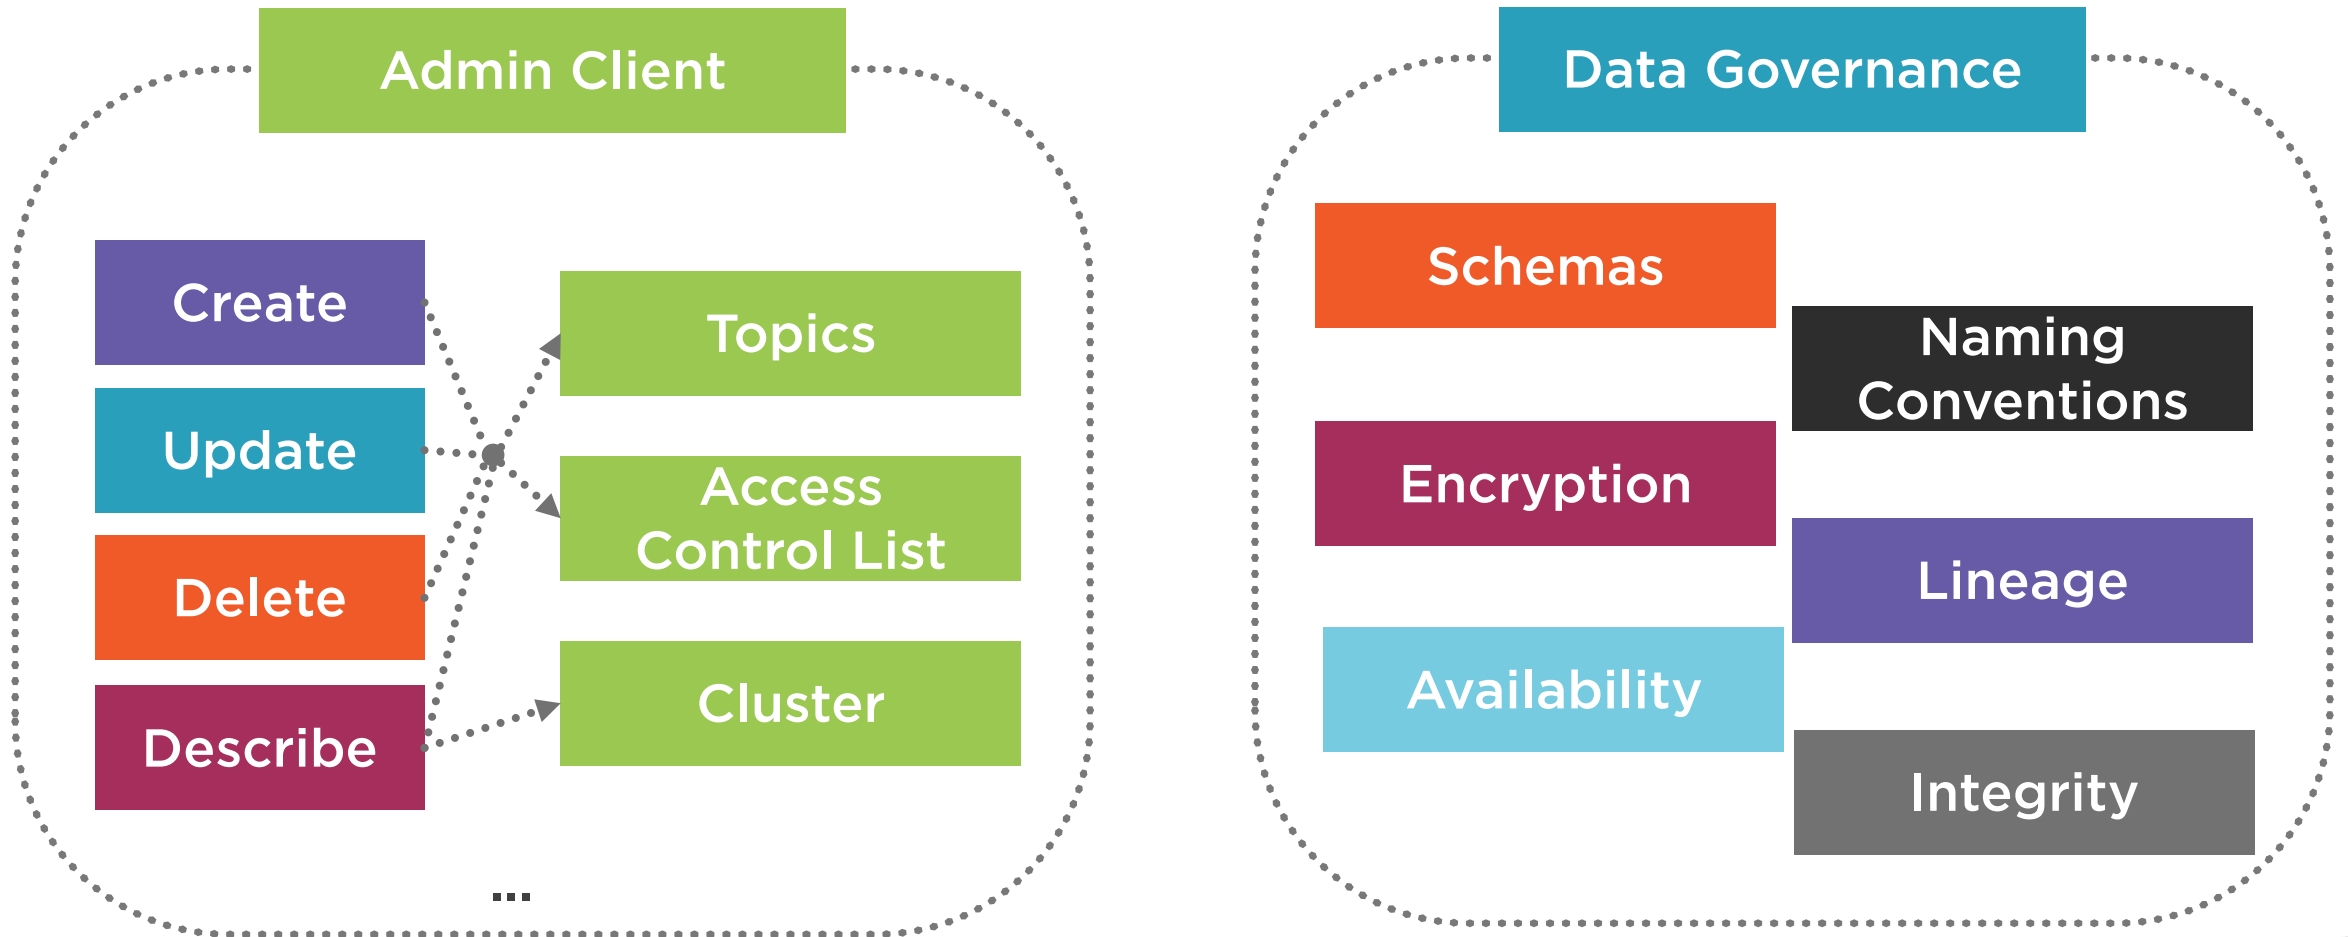 Admin Client
Create
Update
Delete
Describe
Topics
Access
Control List
Cluster
...
Data Governance
Schemas
Naming
Conventions
Encryption
Lineage
Availability
Integrity